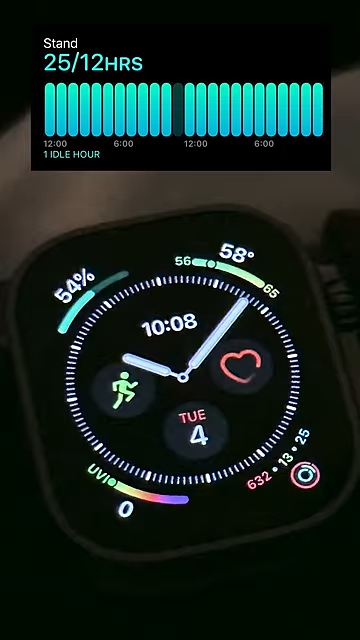 Stand
25/12HRS
12:00 6:00 12:00 6:00
1 IDLE HOUR
54%
56 58° 65
10:08
TUE
4
UVI
0
632 • 13 • 25